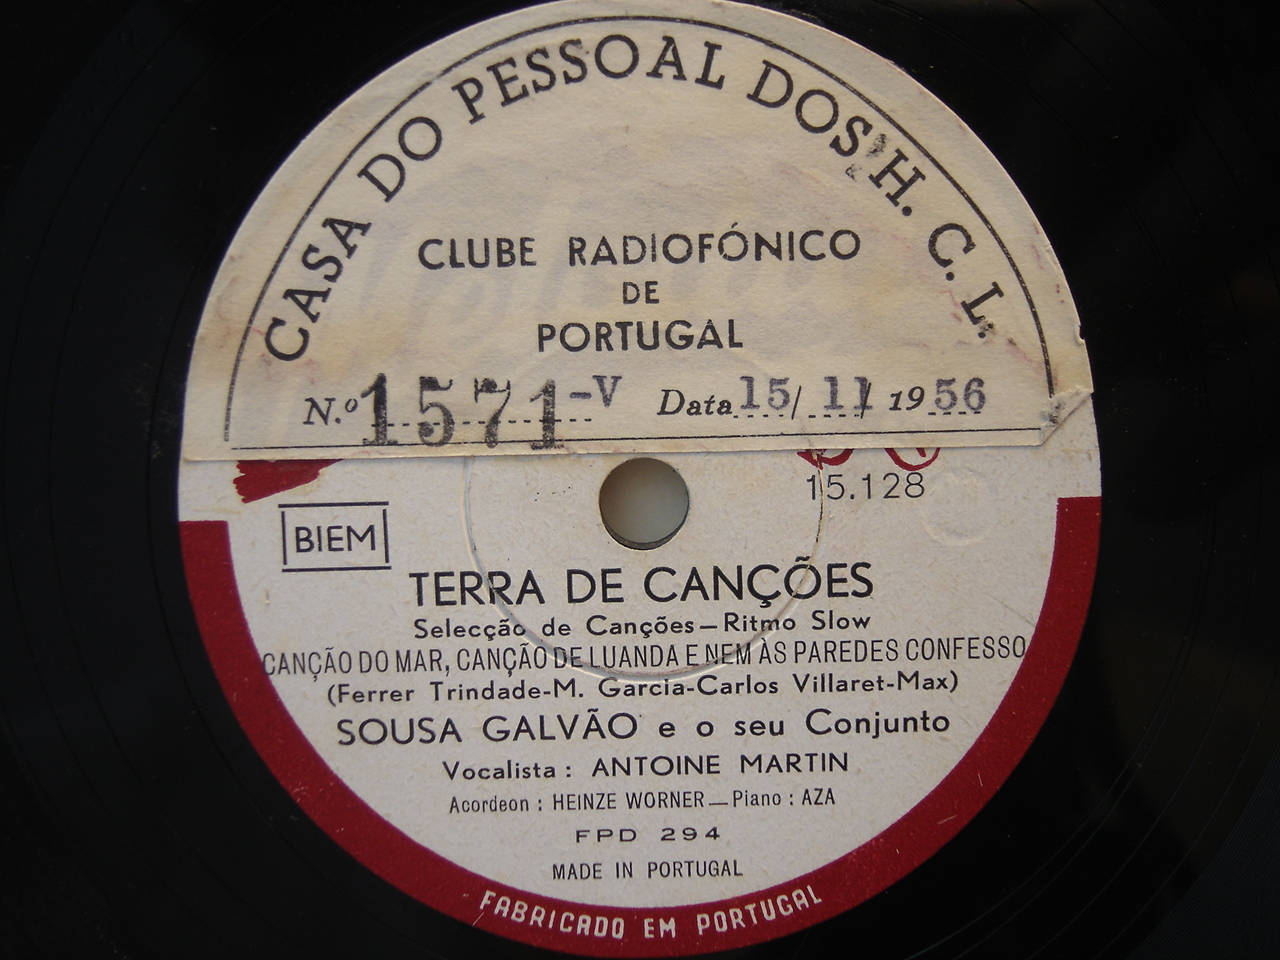 CASA DO PESSOAL DOS H. C. L.
CLUBE RADIOFÓNICO
DE
PORTUGAL
N.º 1571-V Data 15/11/1956
15.128
BIEM
TERRA DE CANÇÕES
Selecção de Canções—Ritmo Slow
CANÇÃO DO MAR, CANÇÃO DE LUANDA E NEM ÀS PAREDES CONFESSO
(Ferrer Trindade-M. Garcia-Carlos Villaret-Max)
SOUSA GALVÃO e o seu Conjunto
Vocalista : ANTOINE MARTIN
Acordeon : HEINZE WORNER—Piano : AZA
FPD 294
MADE IN PORTUGAL
FABRICADO EM PORTUGAL